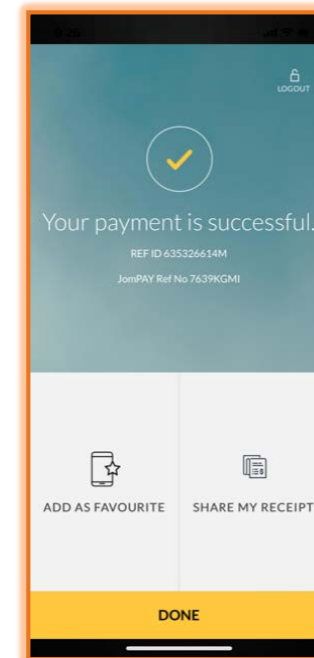 LOGOUT
Your payment is successful.
REF ID 635326614M
JomPAY Ref No 7639KGMI
ADD AS FAVOURITE
SHARE MY RECEIPT
DONE